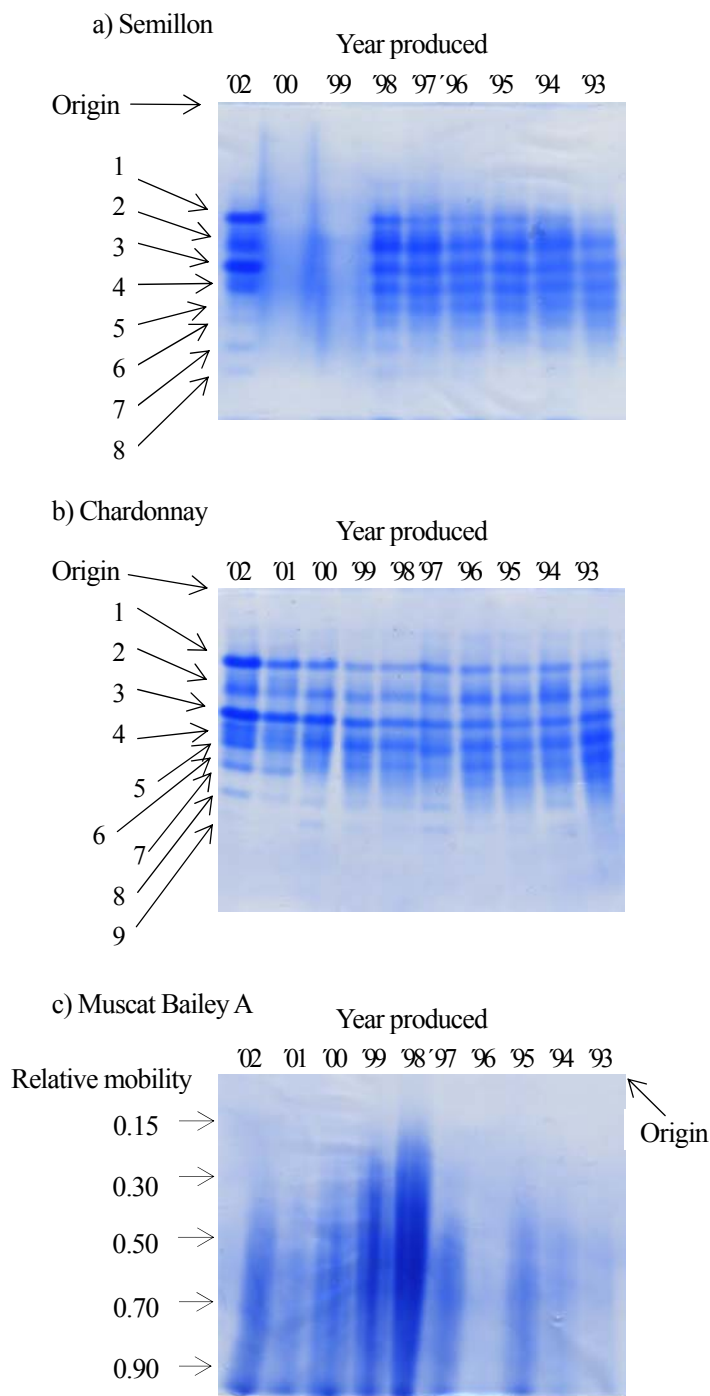 a) Semillon
Year produced
'02 '00 '99 '98 '97 '96 '95 '94 '93
Origin
1
2
3
4
5
6
7
8
b) Chardonnay
Year produced
Origin
'02 '01 '00 '99 '98 '97 '96 '95 '94 '93
1
2
3
4
5
6
7
8
9
c) Muscat Bailey A
Year produced
'02 '01 '00 '99 '98 '97 '96 '95 '94 '93
Relative mobility
0.15
Origin
0.30
0.50
0.70
0.90